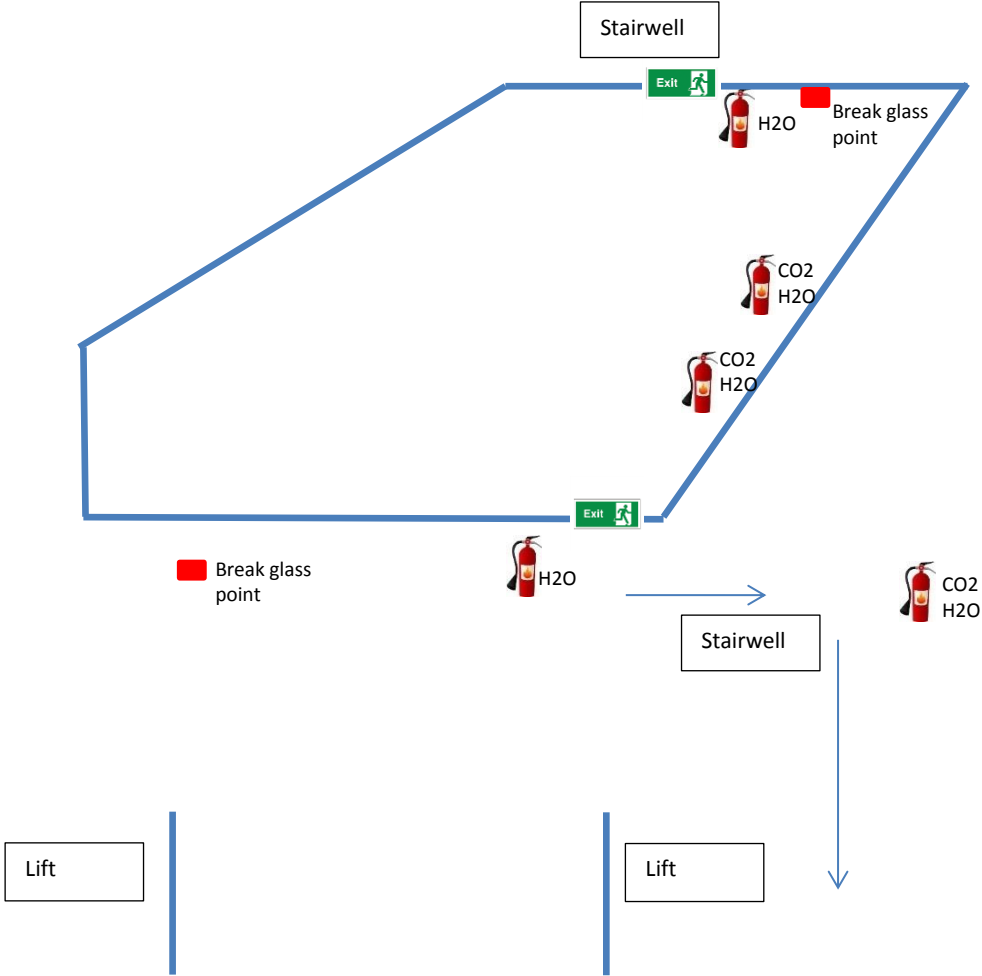 Stairwell
Exit
H2O
Break glass
point
CO2
H2O
CO2
H2O
Exit
Break glass
point
H2O
CO2
H2O
Stairwell
Lift
Lift